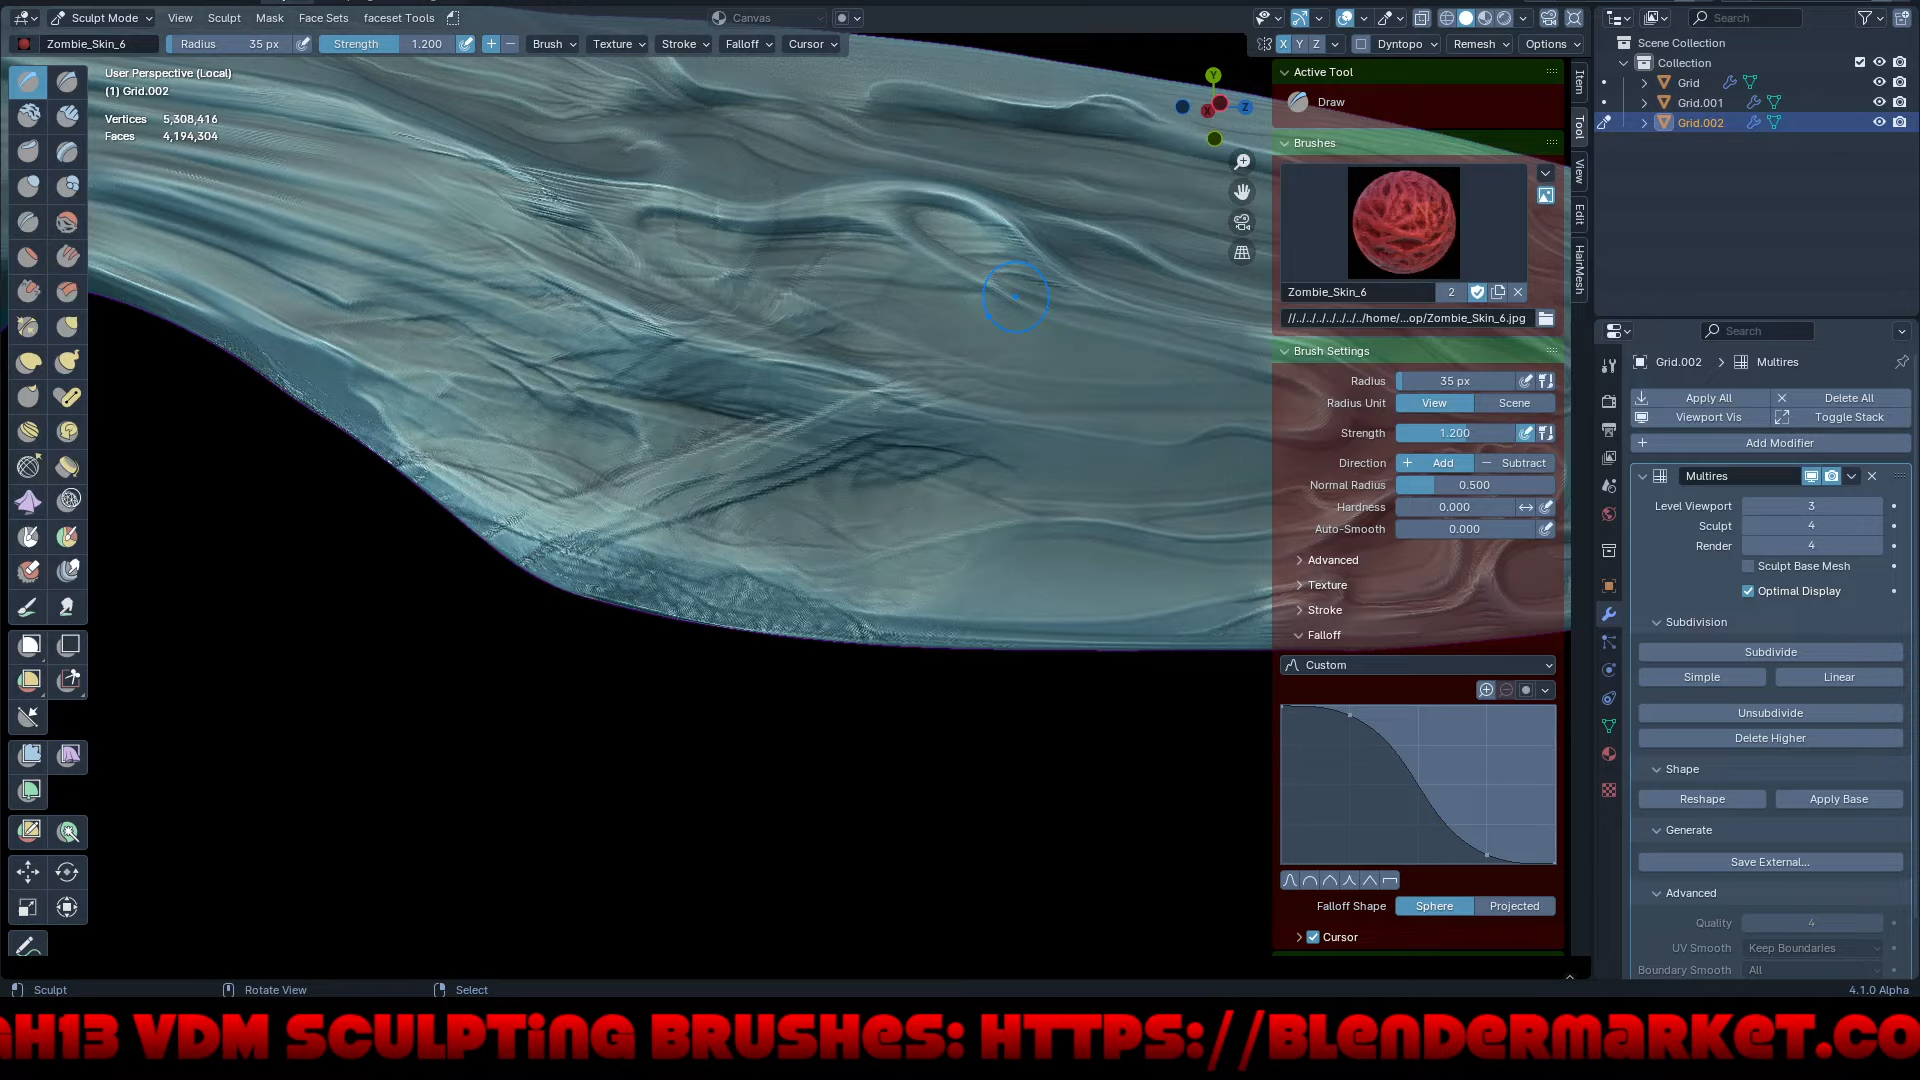 Sculpt Mode View Sculpt Mask Face Sets faceset Tools Canvas
Zombie_Skin_6 Radius 35 px Strength 1.200 Brush Texture Stroke Falloff Cursor X Y Z Dyntopo Remesh Options
User Perspective (Local)
(1) Grid.002
Vertices 5,308,416
Faces 4,194,304
Y
X
Z
Item
Tool
View
Edit
HairMesh
Active Tool
Draw
Brushes
Zombie_Skin_6 2
//../../../../../../home/...op/Zombie_Skin_6.jpg
Brush Settings
Radius 35 px
Radius Unit View Scene
Strength 1.200
Direction Add Subtract
Normal Radius 0.500
Hardness 0.000
Auto-Smooth 0.000
Advanced
Texture
Stroke
Falloff
Custom
Falloff Shape Sphere Projected
Cursor
Search
Scene Collection
Collection
Grid
Grid.001
Grid.002
Search
Grid.002 Multires
Apply All Delete All
Viewport Vis Toggle Stack
Add Modifier
Multires
Level Viewport 3
Sculpt 4
Render 4
Sculpt Base Mesh
Optimal Display
Subdivision
Subdivide
Simple Linear
Unsubdivide
Delete Higher
Shape
Reshape Apply Base
Generate
Save External...
Advanced
Quality 4
UV Smooth Keep Boundaries
Boundary Smooth All
Sculpt Rotate View Select 4.1.0 Alpha
GH13 VDM SCULPTING BRUSHES: HTTPS://BLENDERMARKET.CO